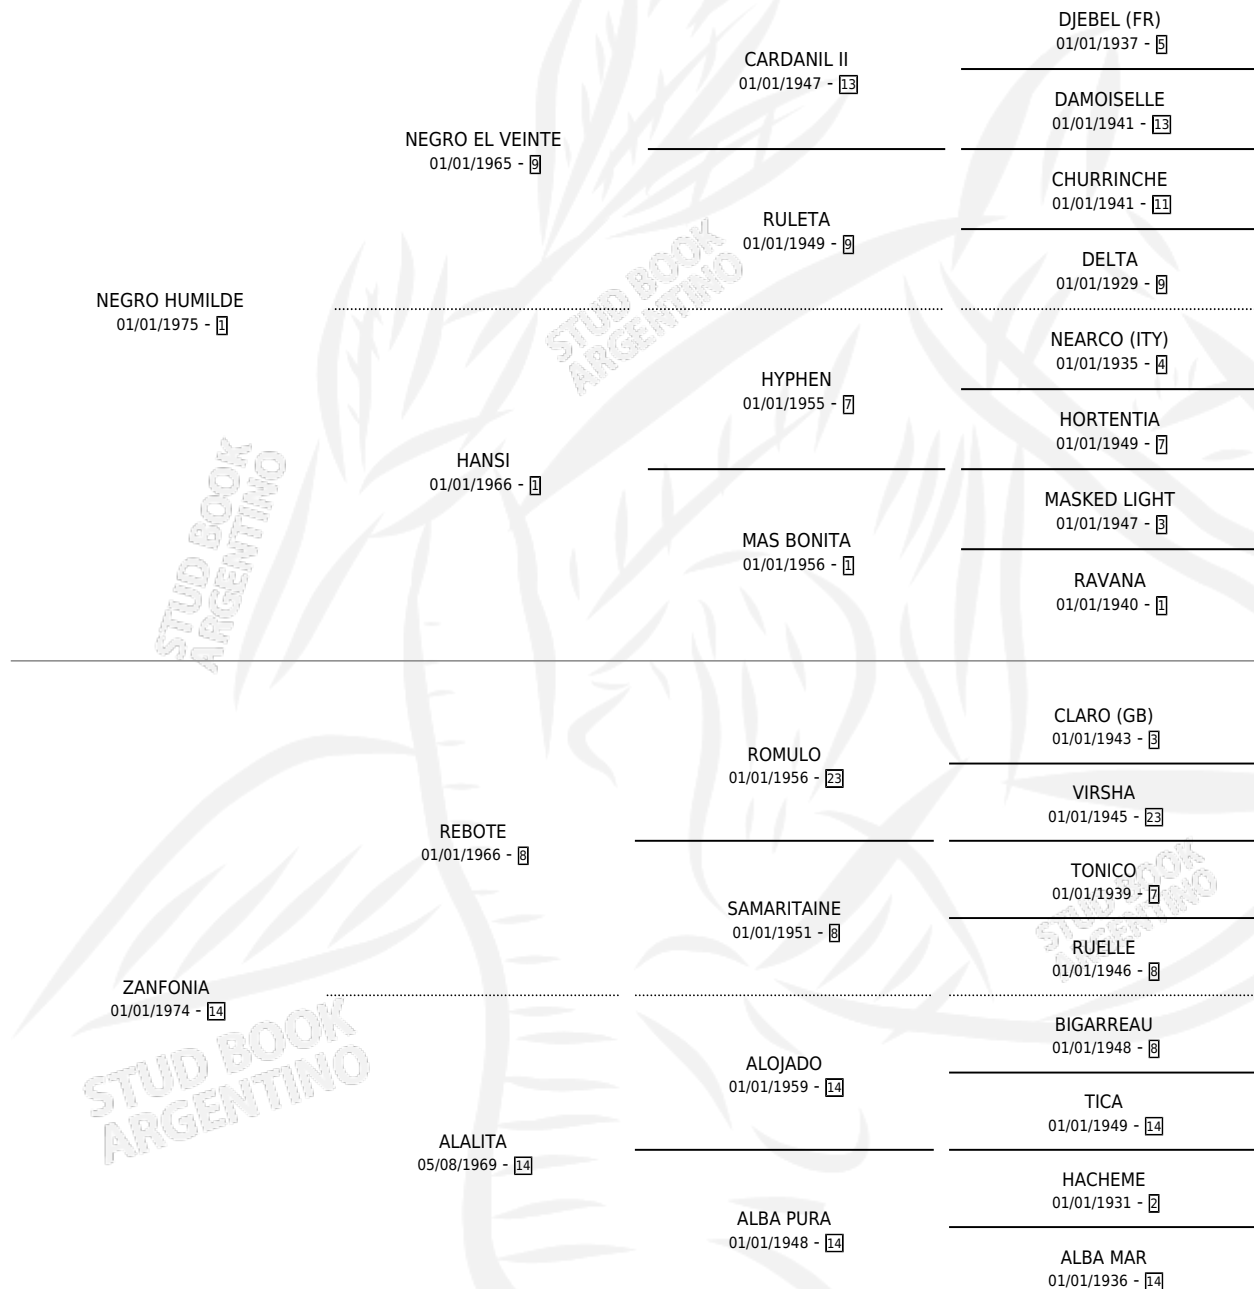 DJEBEL (FR)
01/01/1937 - 5
CARDANIL II
01/01/1947 - 13
DAMOISELLE
01/01/1941 - 13
NEGRO EL VEINTE
01/01/1965 - 9
CHURRINCHE
01/01/1941 - 11
RULETA
01/01/1949 - 9
DELTA
01/01/1929 - 9
STUD BOOK
ARGENTINO
NEGRO HUMILDE
01/01/1975 - 1
NEARCO (ITY)
01/01/1935 - 4
HYPHEN
01/01/1955 - 7
HORTENTIA
01/01/1949 - 7
HANSI
01/01/1966 - 1
MASKED LIGHT
01/01/1947 - 3
MAS BONITA
01/01/1956 - 1
RAVANA
01/01/1940 - 1
STUD BOOK
ARGENTINO
CLARO (GB)
01/01/1943 - 3
ROMULO
01/01/1956 - 23
VIRSHA
01/01/1945 - 23
REBOTE
01/01/1966 - 8
TONICO
01/01/1939 - 7
SAMARITAINE
01/01/1951 - 8
RUELLE
01/01/1946 - 8
STUD BOOK
ARGENTINO
ZANFONIA
01/01/1974 - 14
BIGARREAU
01/01/1948 - 8
ALOJADO
01/01/1959 - 14
TICA
01/01/1949 - 14
STUD BOOK
ARGENTINO
ALALITA
05/08/1969 - 14
HACHEME
01/01/1931 - 2
ALBA PURA
01/01/1948 - 14
ALBA MAR
01/01/1936 - 14